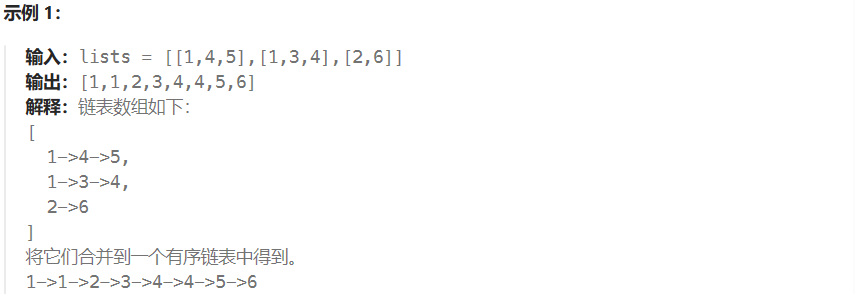 示例 1：
输入：lists = [[1,4,5],[1,3,4],[2,6]]
输出：[1,1,2,3,4,4,5,6]
解释：链表数组如下：
[
  1->4->5,
  1->3->4,
  2->6
]
将它们合并到一个有序链表中得到。
1->1->2->3->4->4->5->6